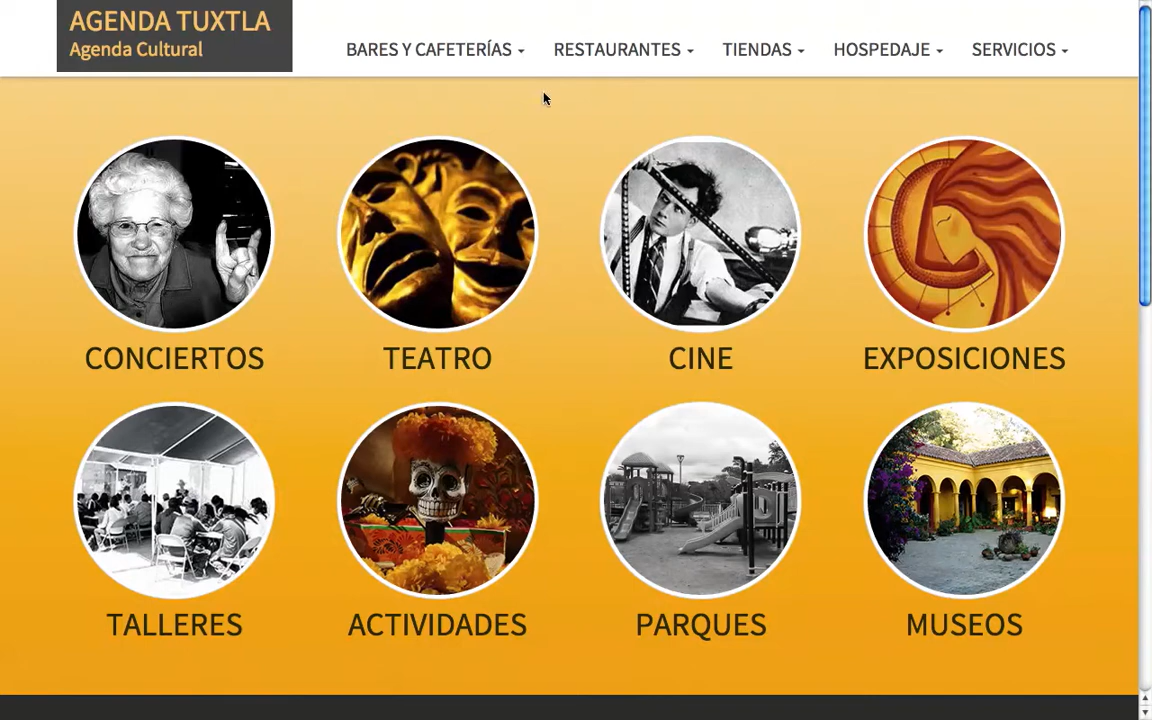 AGENDA TUXTLA
Agenda Cultural
BARES Y CAFETERÍAS
RESTAURANTES
TIENDAS
HOSPEDAJE
SERVICIOS
CONCIERTOS
TEATRO
CINE
EXPOSICIONES
TALLERES
ACTIVIDADES
PARQUES
MUSEOS